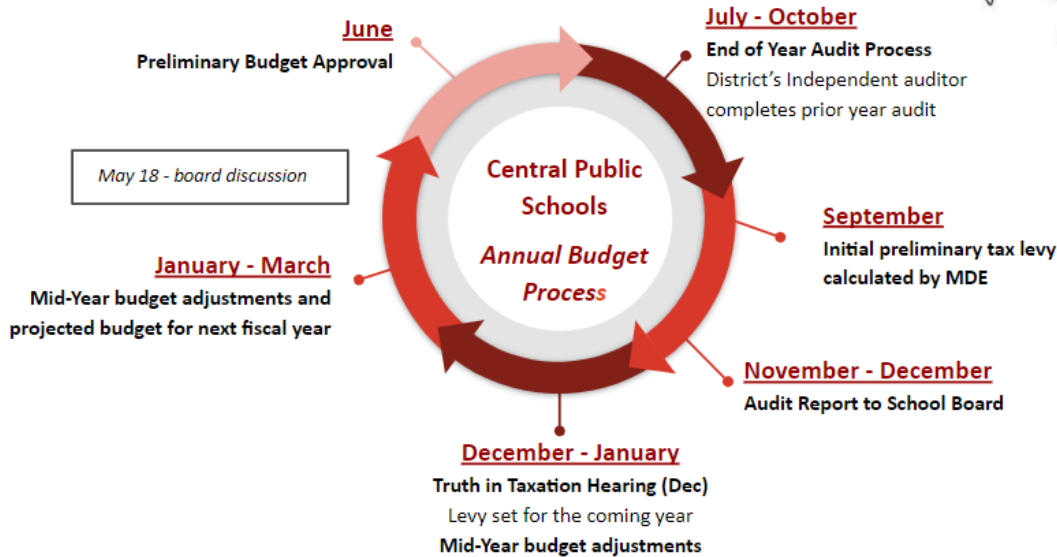 Central Public
Schools
Annual Budget
Process
July - October
End of Year Audit Process
District's Independent auditor
completes prior year audit
September
Initial preliminary tax levy
calculated by MDE
November - December
Audit Report to School Board
December - January
Truth in Taxation Hearing (Dec)
Levy set for the coming year
Mid-Year budget adjustments
January - March
Mid-Year budget adjustments and
projected budget for next fiscal year
May 18 - board discussion
June
Preliminary Budget Approval